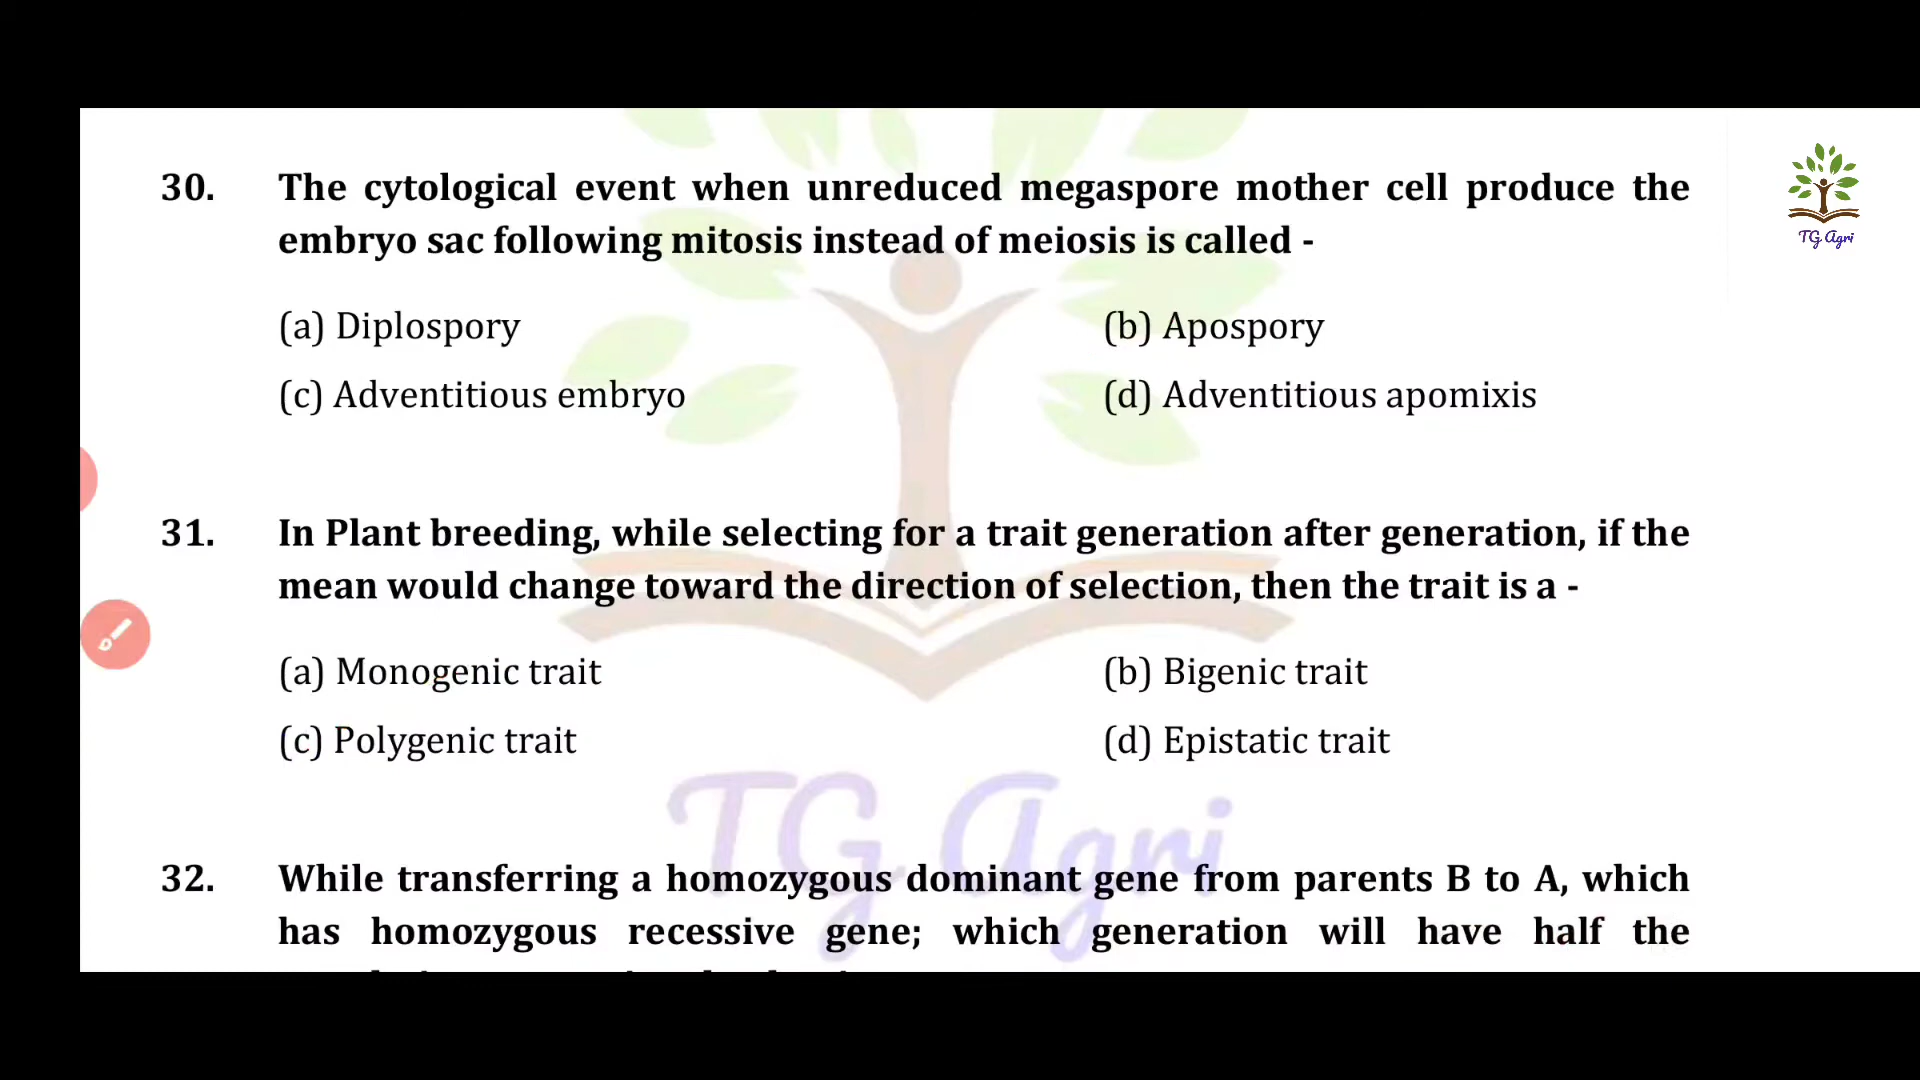 30. The cytological event when unreduced megaspore mother cell produce the
embryo sac following mitosis instead of meiosis is called -
(a) Diplospory (b) Apospory
(c) Adventitious embryo (d) Adventitious apomixis
TG Agri
31. In Plant breeding, while selecting for a trait generation after generation, if the
mean would change toward the direction of selection, then the trait is a -
(a) Monogenic trait (b) Bigenic trait
(c) Polygenic trait (d) Epistatic trait
TG Agri
32. While transferring a homozygous dominant gene from parents B to A, which
has homozygous recessive gene; which generation will have half the